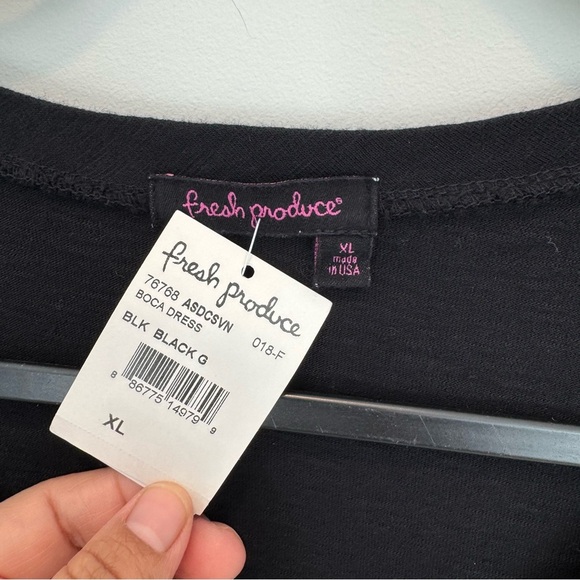 fresh produce®
XL
made
in USA
fresh produce
76768 ASDCSVN 018-F
BOCA DRESS
BLK BLACK G
8 86775 14979 9
XL